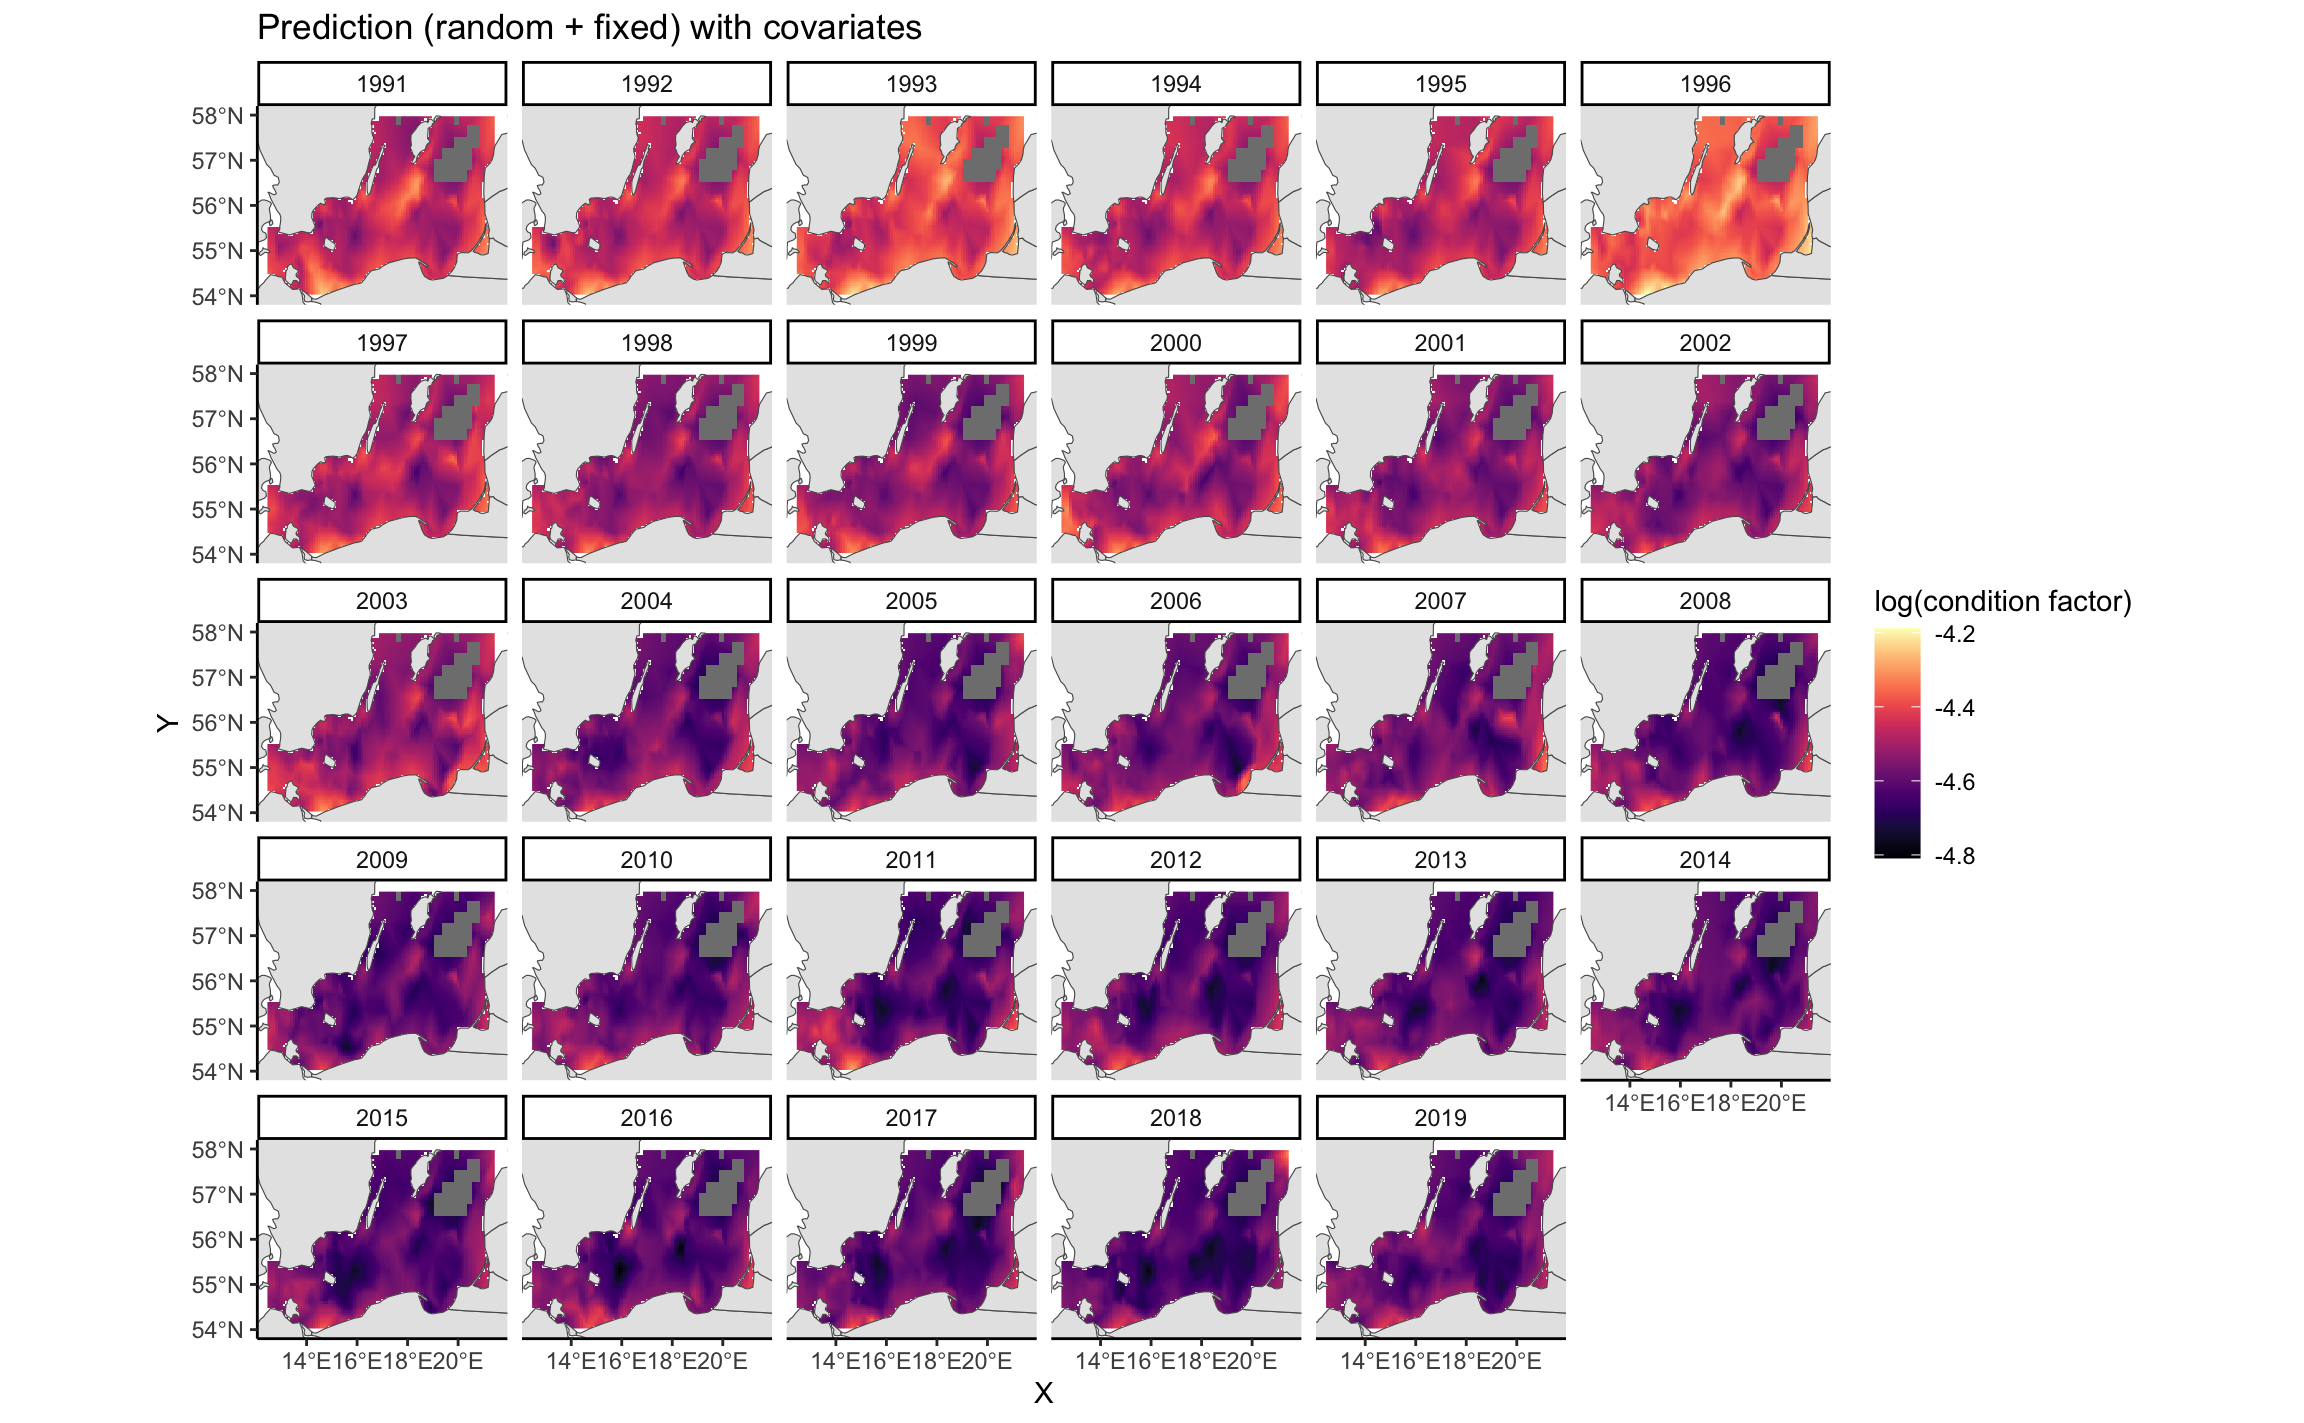 Prediction (random + fixed) with covariates
1991 1992 1993 1994 1995 1996
58°N
57°N
56°N
55°N
54°N
1997 1998 1999 2000 2001 2002
58°N
57°N
56°N
55°N
54°N
2003 2004 2005 2006 2007 2008
58°N
57°N
56°N
55°N
54°N
Y
log(condition factor)
-4.2
-4.4
-4.6
-4.8
2009 2010 2011 2012 2013 2014
58°N
57°N
56°N
55°N
54°N
14°E16°E18°E20°E
2015 2016 2017 2018 2019
58°N
57°N
56°N
55°N
54°N
14°E16°E18°E20°E 14°E16°E18°E20°E 14°E16°E18°E20°E 14°E16°E18°E20°E 14°E16°E18°E20°E
X